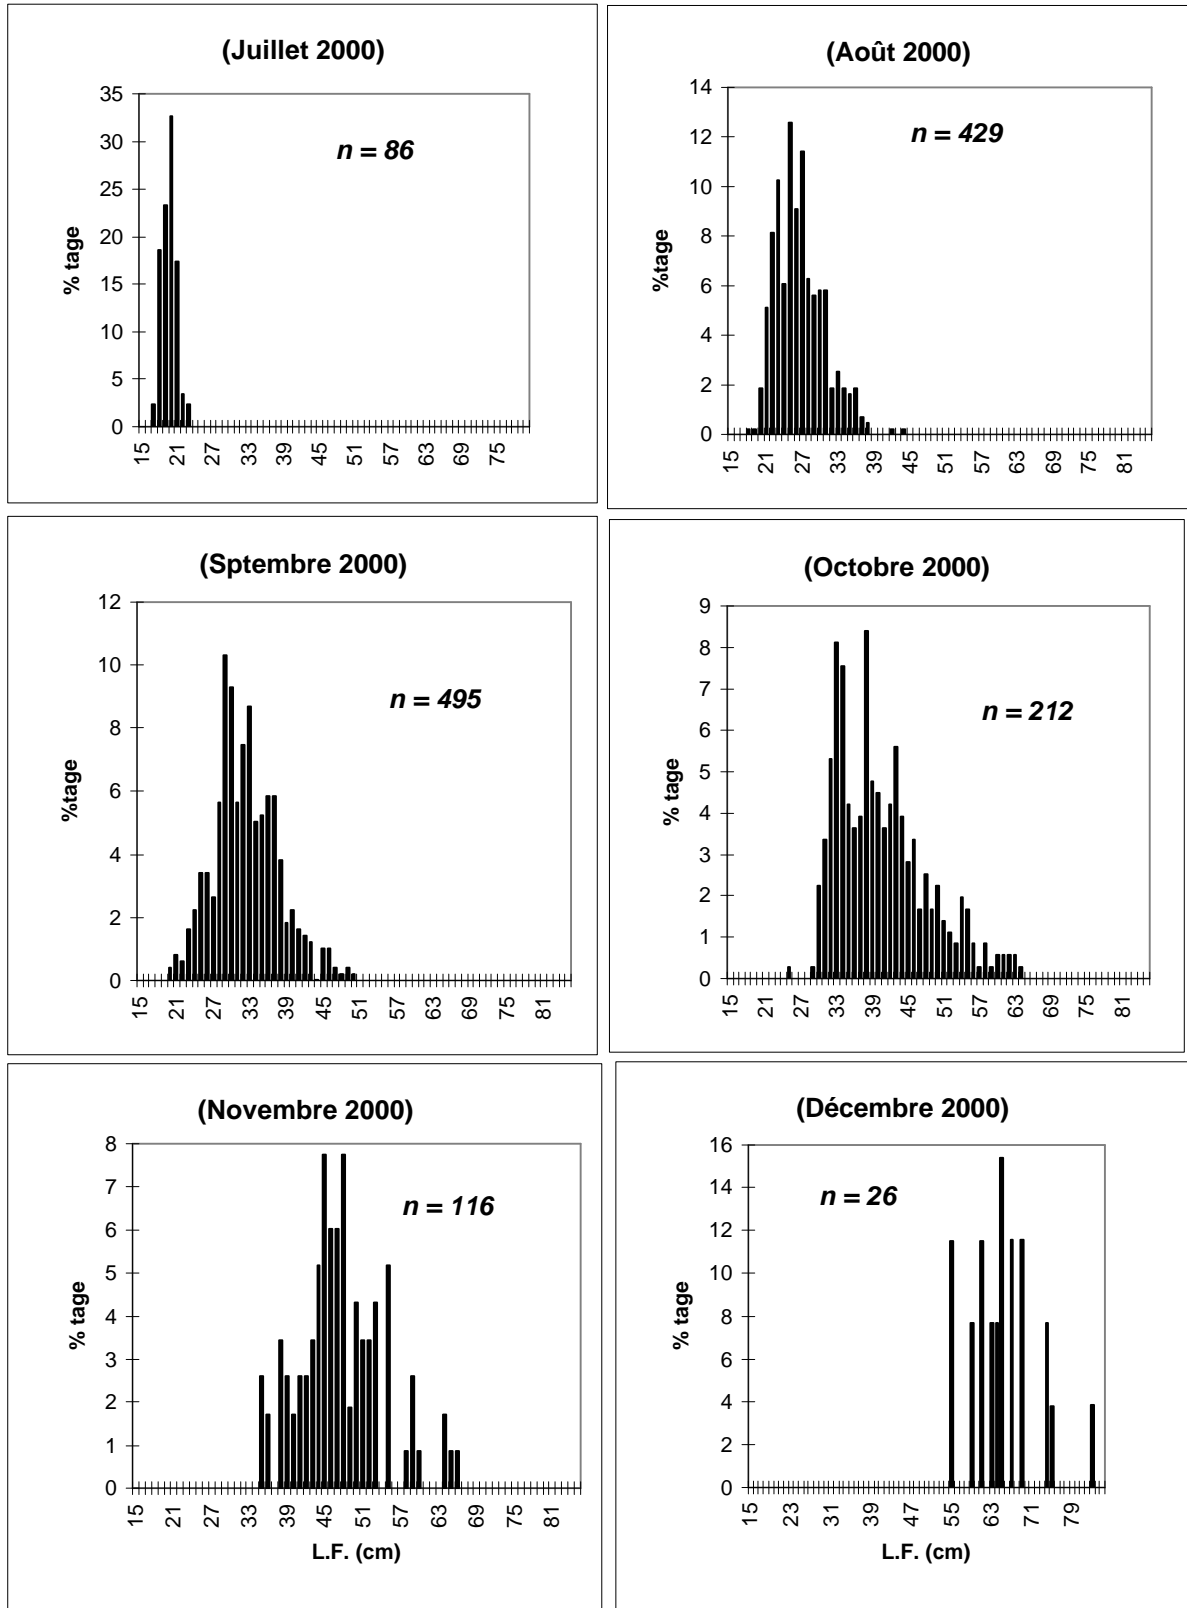 (Juillet 2000)
35
30
25
20
15
10
5
0
% tage
n = 86
15 21 27 33 39 45 51 57 63 69 75
(Août 2000)
14
12
10
8
6
4
2
0
%tage
n = 429
15 21 27 33 39 45 51 57 63 69 75 81
(Sptembre 2000)
12
10
8
6
4
2
0
%tage
n = 495
15 21 27 33 39 45 51 57 63 69 75 81
(Octobre 2000)
9
8
7
6
5
4
3
2
1
0
% tage
n = 212
15 21 27 33 39 45 51 57 63 69 75 81
(Novembre 2000)
8
7
6
5
4
3
2
1
0
% tage
n = 116
15 21 27 33 39 45 51 57 63 69 75 81
L.F. (cm)
(Décembre 2000)
16
14
12
10
8
6
4
2
0
% tage
n = 26
15 23 31 39 47 55 63 71 79
L.F. (cm)